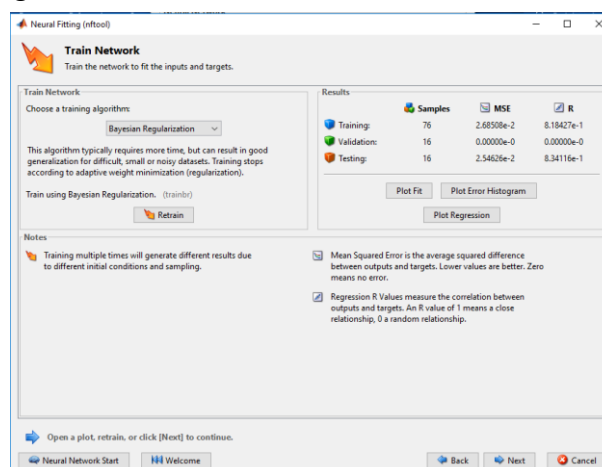 Neural Fitting (nftool)
Train Network
Train the network to fit the inputs and targets.
Train Network
Choose a training algorithm:
Bayesian Regularization
This algorithm typically requires more time, but can result in good
generalization for difficult, small or noisy datasets. Training stops
according to adaptive weight minimization (regularization).
Train using Bayesian Regularization. (trainbr)
Retrain
Results
Samples MSE R
Training: 76 2.68508e-2 8.18427e-1
Validation: 16 0.00000e-0 0.00000e-0
Testing: 16 2.54626e-2 8.34116e-1
Plot Fit Plot Error Histogram
Plot Regression
Notes
Training multiple times will generate different results due
to different initial conditions and sampling.
Mean Squared Error is the average squared difference
between outputs and targets. Lower values are better. Zero
means no error.
Regression R Values measure the correlation between
outputs and targets. An R value of 1 means a close
relationship, 0 a random relationship.
Open a plot, retrain, or click [Next] to continue.
Neural Network Start Welcome Back Next Cancel